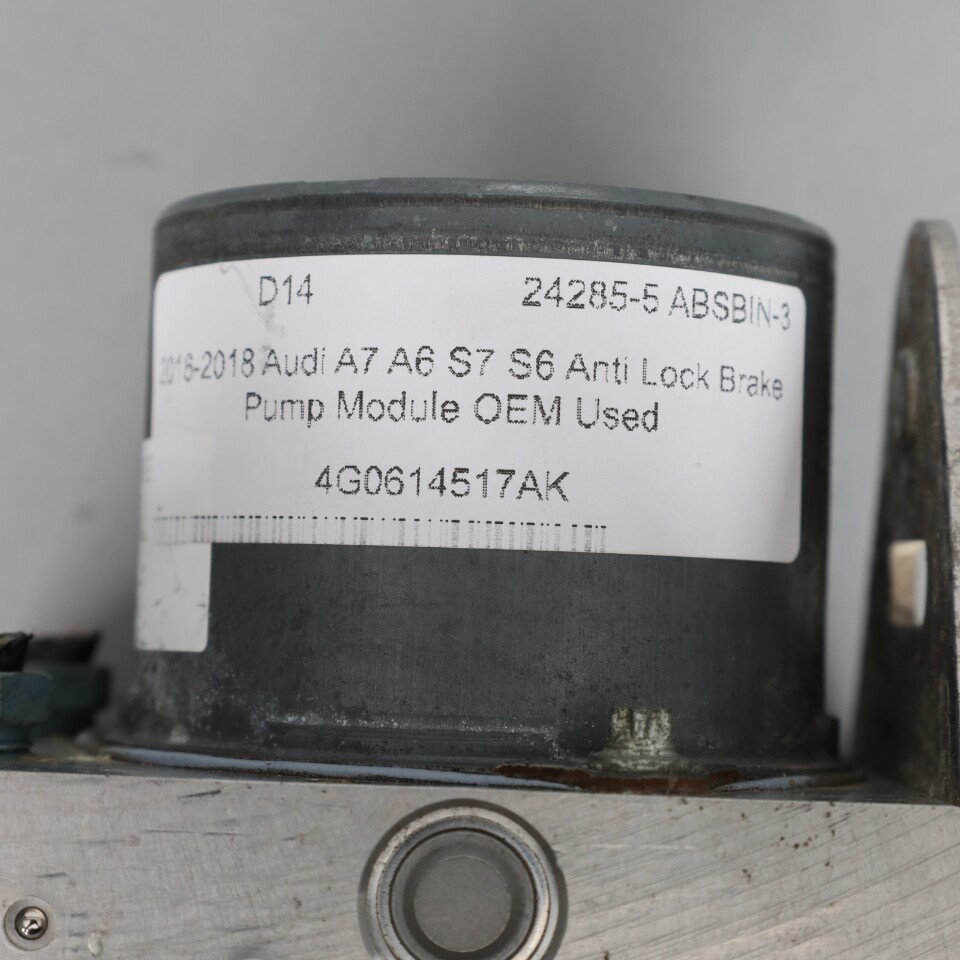 D14 24285-5 ABSBIN-3
2016-2018 Audi A7 A6 S7 S6 Anti Lock Brake
Pump Module OEM Used
4G0614517AK